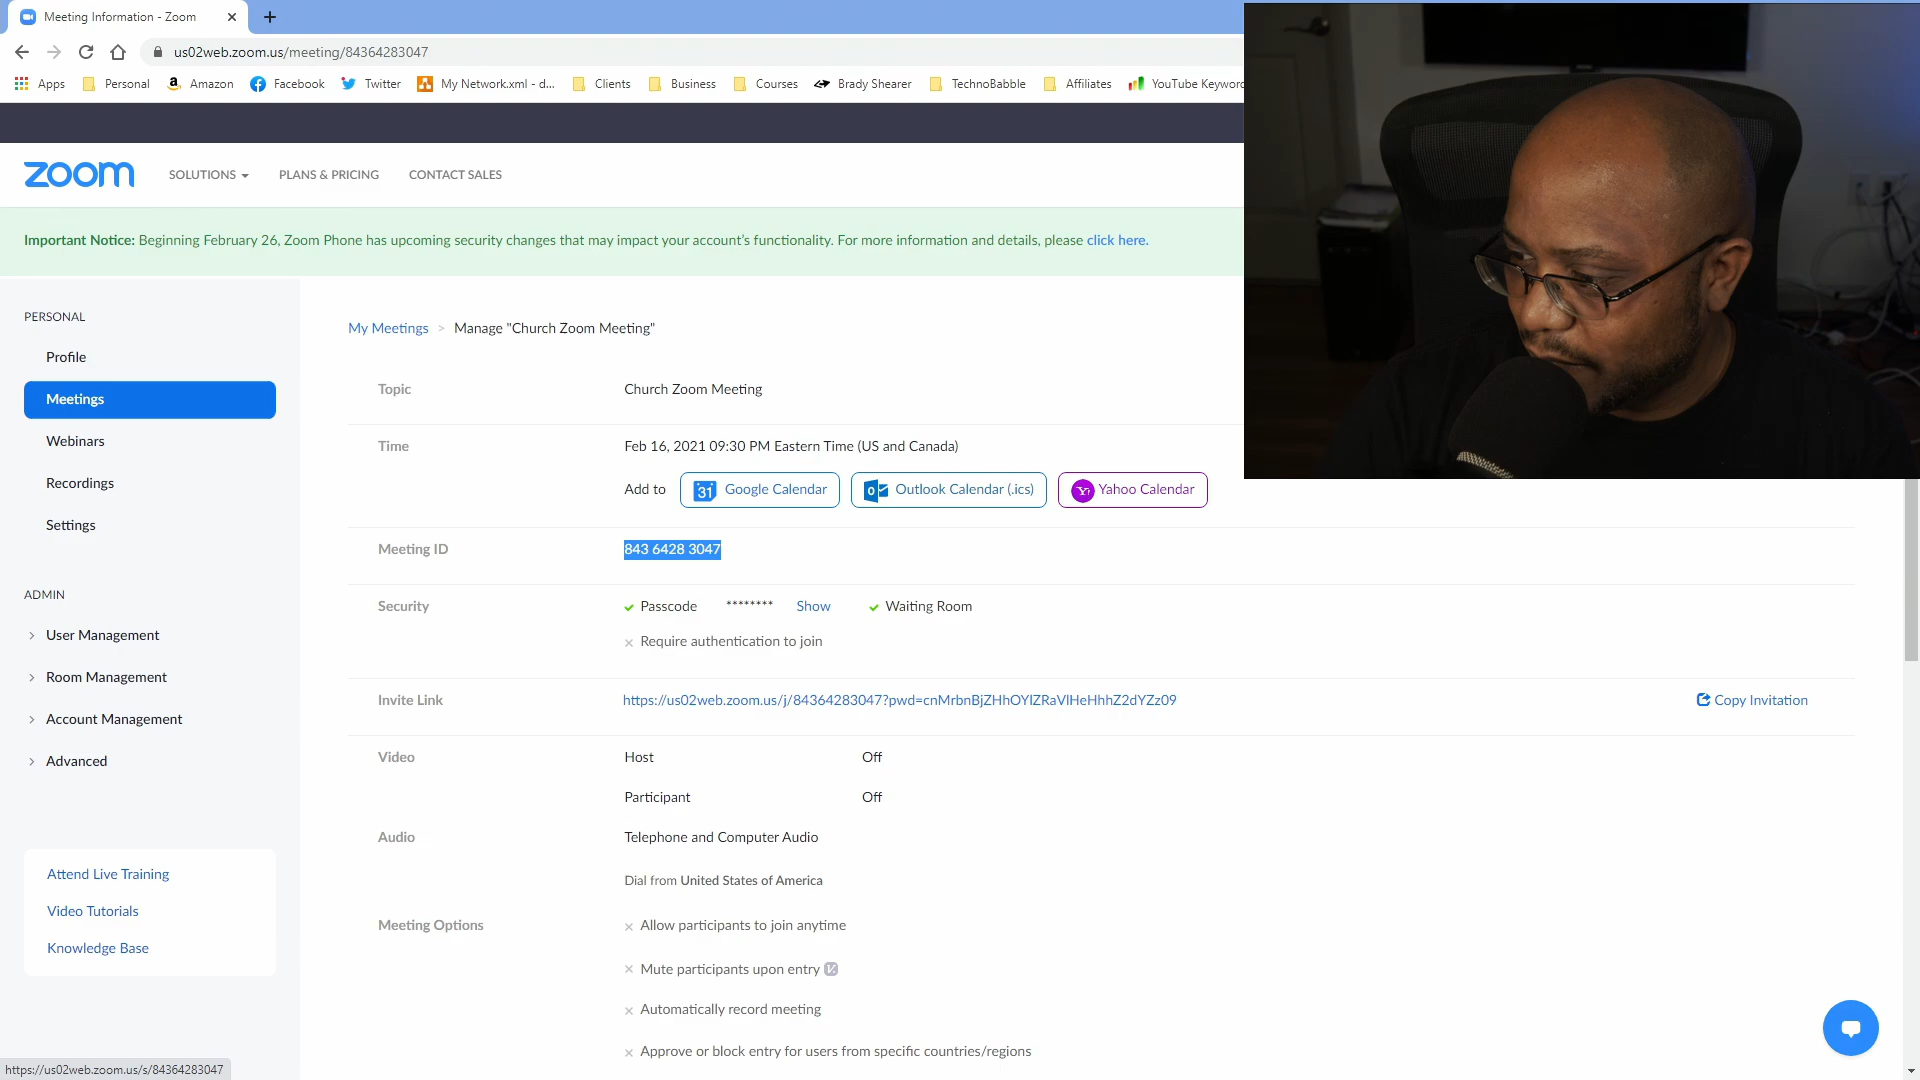 Meeting Information - Zoom
us02web.zoom.us/meeting/84364283047
Apps Personal Amazon Facebook Twitter My Network.xml - d... Clients Business Courses Brady Shearer TechnoBabble Affiliates YouTube Keyword
zoom SOLUTIONS PLANS & PRICING CONTACT SALES
Important Notice: Beginning February 26, Zoom Phone has upcoming security changes that may impact your account's functionality. For more information and details, please click here.
PERSONAL
Profile
Meetings
Webinars
Recordings
Settings
ADMIN
User Management
Room Management
Account Management
Advanced
Attend Live Training
Video Tutorials
Knowledge Base
My Meetings > Manage "Church Zoom Meeting"
Topic Church Zoom Meeting
Time Feb 16, 2021 09:30 PM Eastern Time (US and Canada)
Add to 31 Google Calendar Outlook Calendar (.ics) Yahoo Calendar
Meeting ID 843 6428 3047
Security Passcode ******** Show Waiting Room
Require authentication to join
Invite Link https://us02web.zoom.us/j/84364283047?pwd=cnMrbnBjZHhOYlZRaVlHeHhhZ2dYZz09 Copy Invitation
Video Host Off
Participant Off
Audio Telephone and Computer Audio
Dial from United States of America
Meeting Options Allow participants to join anytime
Mute participants upon entry
Automatically record meeting
Approve or block entry for users from specific countries/regions
https://us02web.zoom.us/s/84364283047